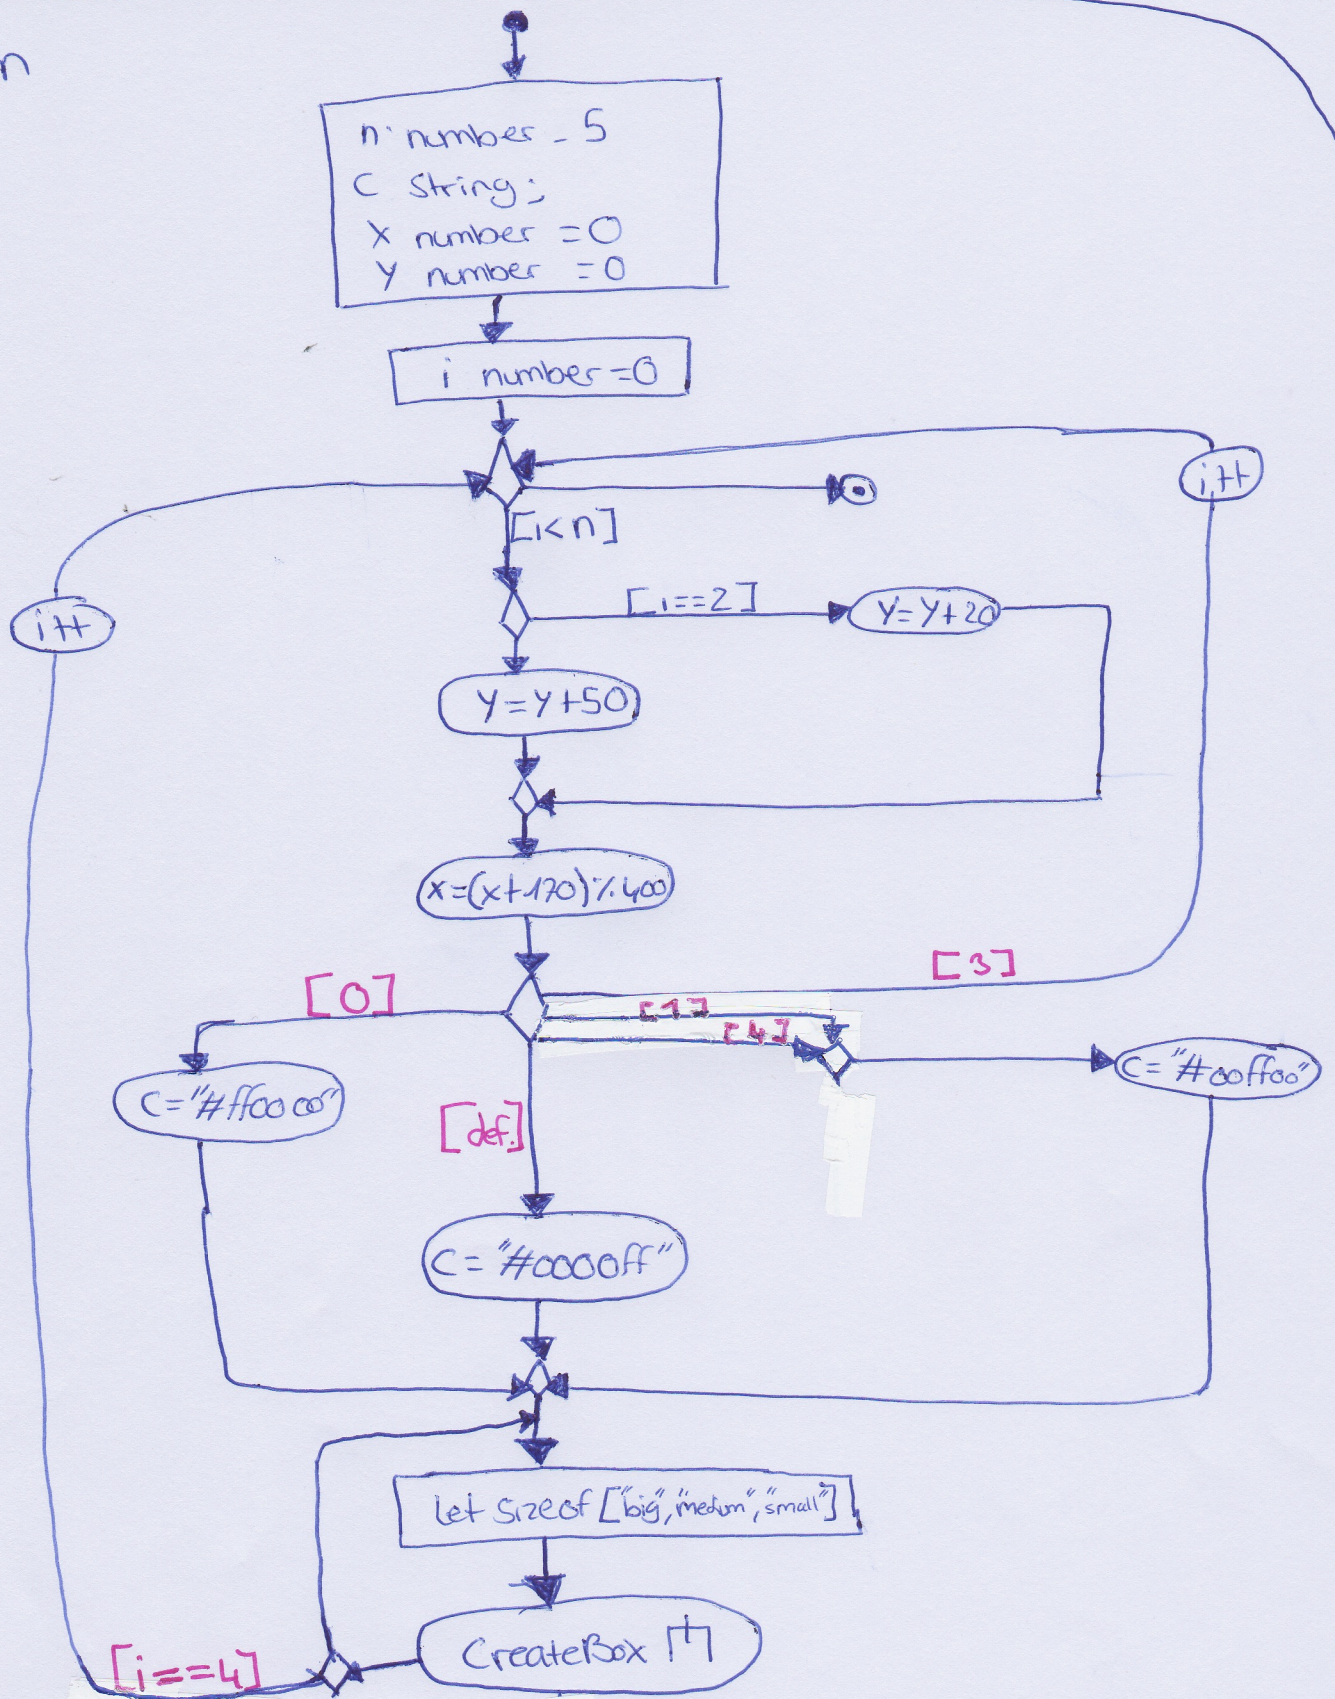 n
n: number = 5
C string;
X number =0
Y number =0
i number =0
i++
[i<n]
[i==2]
Y=Y+20
i++
Y=Y+50
x=(x+170)%400
[3]
[0]
[1]
[4]
C="#00ff00"
C="#ff0000"
[def.]
C="#0000ff"
let sizeof ["big","medium","small"]
CreateBox
[i==4]